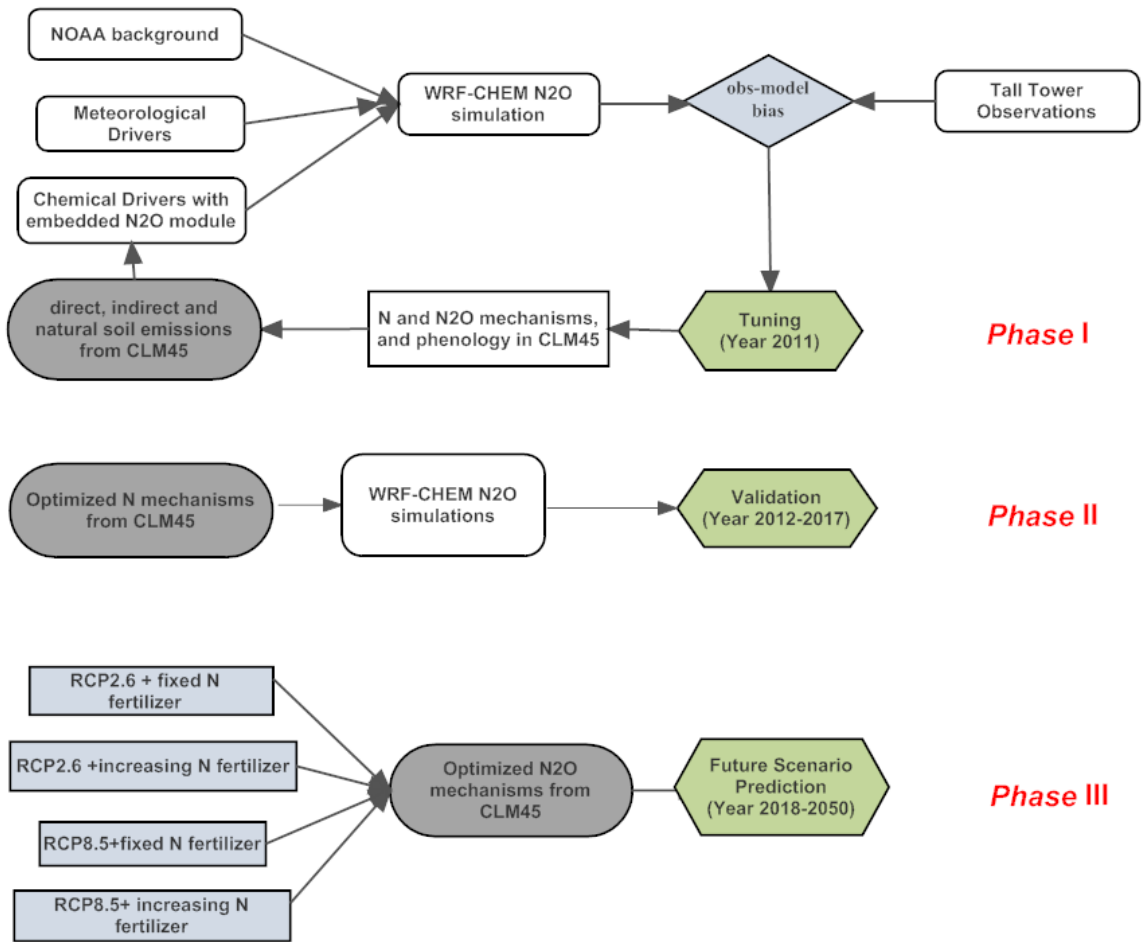 NOAA background
Meteorological
Drivers
Chemical Drivers with
embedded N2O module
WRF-CHEM N2O
simulation
obs-model
bias
Tall Tower
Observations
direct, indirect and
natural soil emissions
from CLM45
N and N2O mechanisms,
and phenology in CLM45
Tuning
(Year 2011)
Phase I
Optimized N mechanisms
from CLM45
WRF-CHEM N2O
simulations
Validation
(Year 2012-2017)
Phase II
RCP2.6 + fixed N
fertilizer
RCP2.6 +increasing N fertilizer
RCP8.5+fixed N fertilizer
RCP8.5+ increasing N
fertilizer
Optimized N2O
mechanisms from
CLM45
Future Scenario
Prediction
(Year 2018-2050)
Phase III